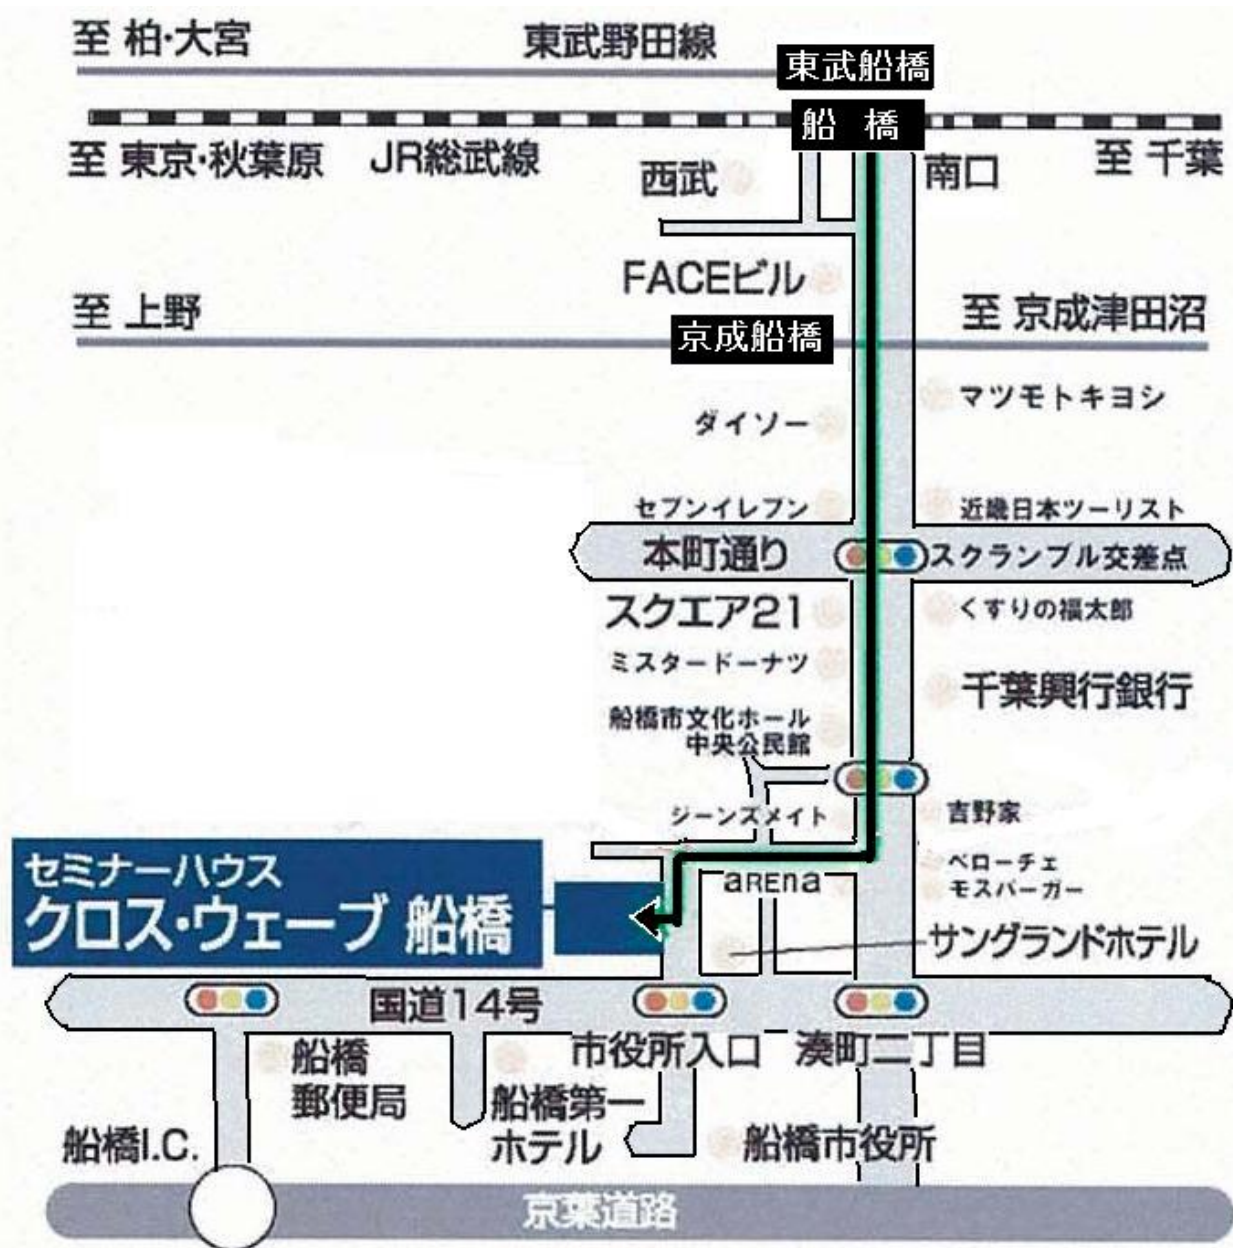 至 柏・大宮
東武野田線
東武船橋
船 橋
至 東京・秋葉原
JR総武線
西武
南口
至 千葉
FACEビル
至 上野
京成船橋
至 京成津田沼
マツモトキヨシ
ダイソー
セブンイレブン
近畿日本ツーリスト
本町通り
スクランブル交差点
スクエア21
くすりの福太郎
ミスタードーナツ
千葉興行銀行
船橋市文化ホール
中央公民館
ジーンズメイト
吉野家
セミナーハウス
クロス・ウェーブ 船橋
aREna
ベローチェ
モスバーガー
サングランドホテル
国道14号
市役所入口
湊町二丁目
船橋
郵便局
船橋第一
ホテル
船橋I.C.
船橋市役所
京葉道路